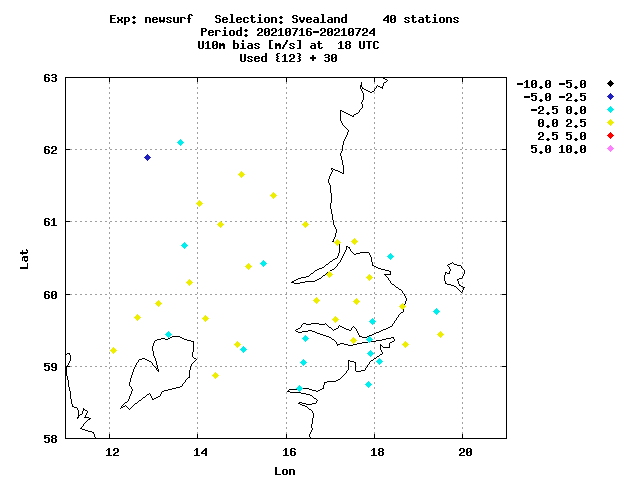 Exp: newsurf   Selection: Svealand     40 stations
Period: 20210716-20210724
U10m bias [m/s] at  18 UTC
Used {12} + 30
-10.0 -5.0
-5.0 -2.5
-2.5 0.0
0.0 2.5
2.5 5.0
5.0 10.0
63
62
61
60
59
58
Lat
12 14 16 18 20
Lon